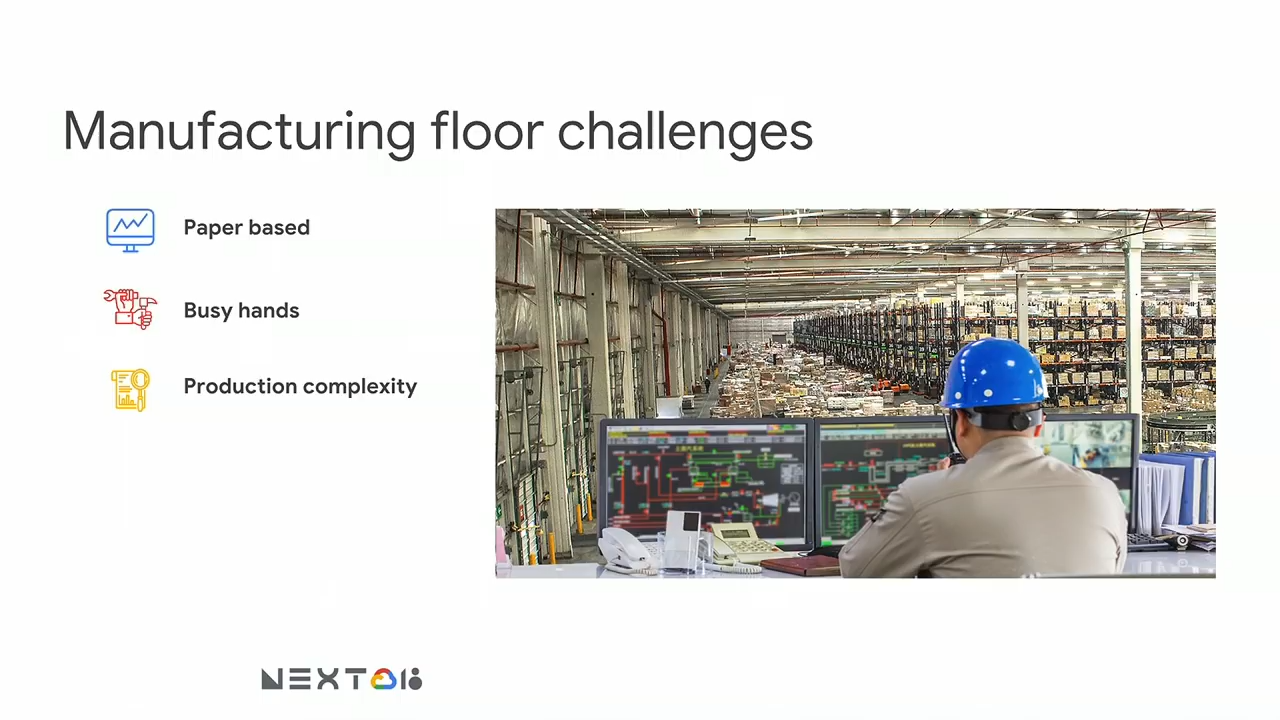 Manufacturing floor challenges
Paper based
Busy hands
Production complexity
NEXT 18